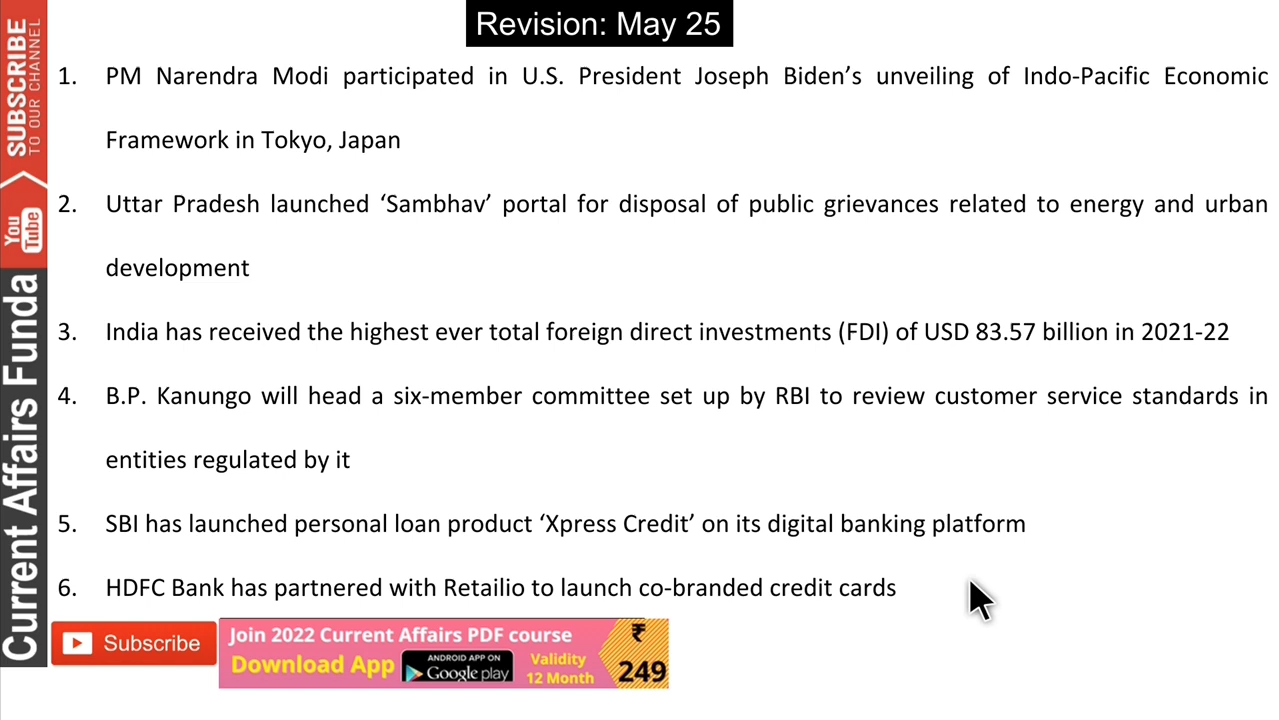 Revision: May 25
1. PM Narendra Modi participated in U.S. President Joseph Biden’s unveiling of Indo-Pacific Economic
Framework in Tokyo, Japan
2. Uttar Pradesh launched ‘Sambhav’ portal for disposal of public grievances related to energy and urban
development
3. India has received the highest ever total foreign direct investments (FDI) of USD 83.57 billion in 2021-22
4. B.P. Kanungo will head a six-member committee set up by RBI to review customer service standards in
entities regulated by it
5. SBI has launched personal loan product ‘Xpress Credit’ on its digital banking platform
6. HDFC Bank has partnered with Retailio to launch co-branded credit cards
SUBSCRIBE
TO OUR CHANNEL
You
Tube
Current Affairs Funda
Subscribe
Join 2022 Current Affairs PDF course
Download App
ANDROID APP ON
Google play
Validity
12 Month
₹
249